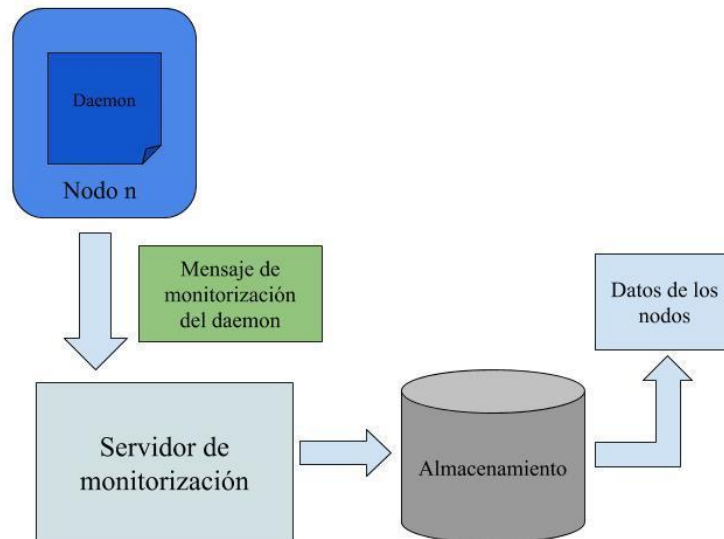 Daemon
Nodo n
Mensaje de
monitorización
del daemon
Datos de los
nodos
Servidor de
monitorización
Almacenamiento